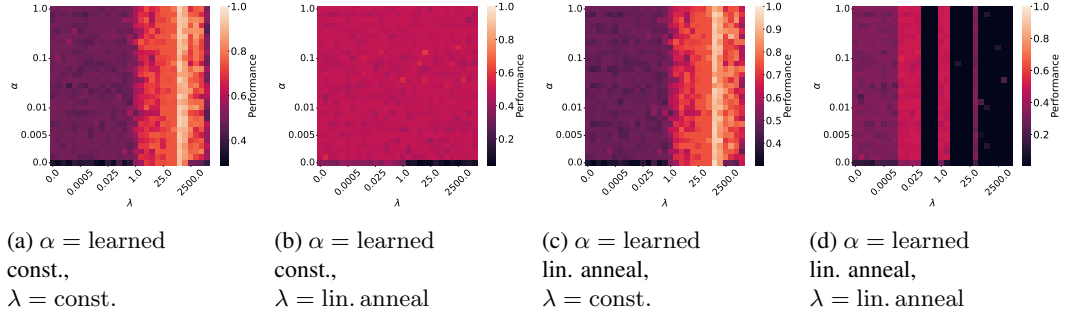 1.0
0.1
0.01
0.005
0.0
α
0.0
0.0005
0.025
1.0
25.0
2500.0
λ
1.0
0.8
0.6
0.4
Performance
1.0
0.1
0.01
0.005
0.0
α
0.0
0.0005
0.025
1.0
25.0
2500.0
λ
1.0
0.8
0.6
0.4
0.2
Performance
1.0
0.1
0.01
0.005
0.0
α
0.0
0.0005
0.025
1.0
25.0
2500.0
λ
1.0
0.9
0.8
0.7
0.6
0.5
0.4
Performance
1.0
0.1
0.01
0.005
0.0
α
0.0
0.0005
0.025
1.0
25.0
2500.0
λ
1.0
0.8
0.6
0.4
0.2
Performance
(a) α = learned
const.,
λ = const.
(b) α = learned
const.,
λ = lin. anneal
(c) α = learned
lin. anneal,
λ = const.
(d) α = learned
lin. anneal,
λ = lin. anneal